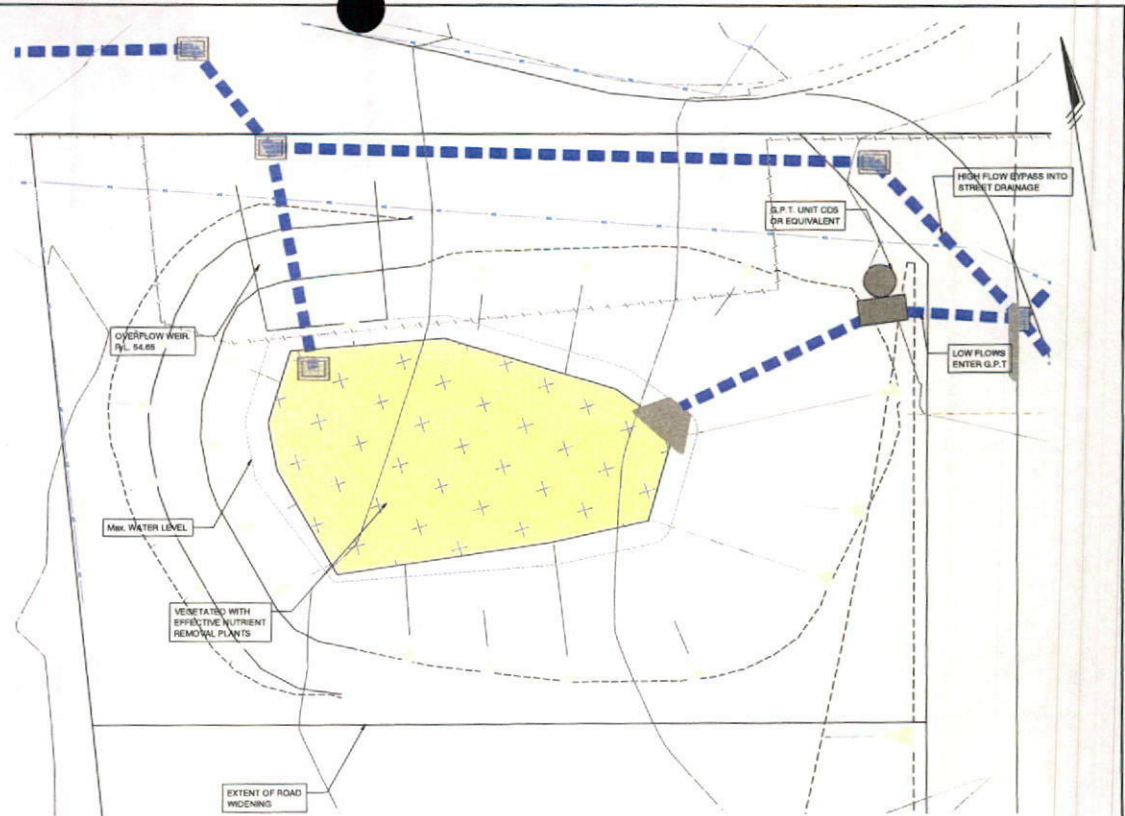 HIGH FLOW BYPASS INTO
STREET DRAINAGE
G.P.T. UNIT CDS
OR EQUIVALENT
OVERFLOW WEIR.
R.L. 54.65
LOW FLOWS
ENTER G.P.T
Max. WATER LEVEL
VEGETATED WITH
EFFECTIVE NUTRIENT
REMOVAL PLANTS
EXTENT OF ROAD
WIDENING